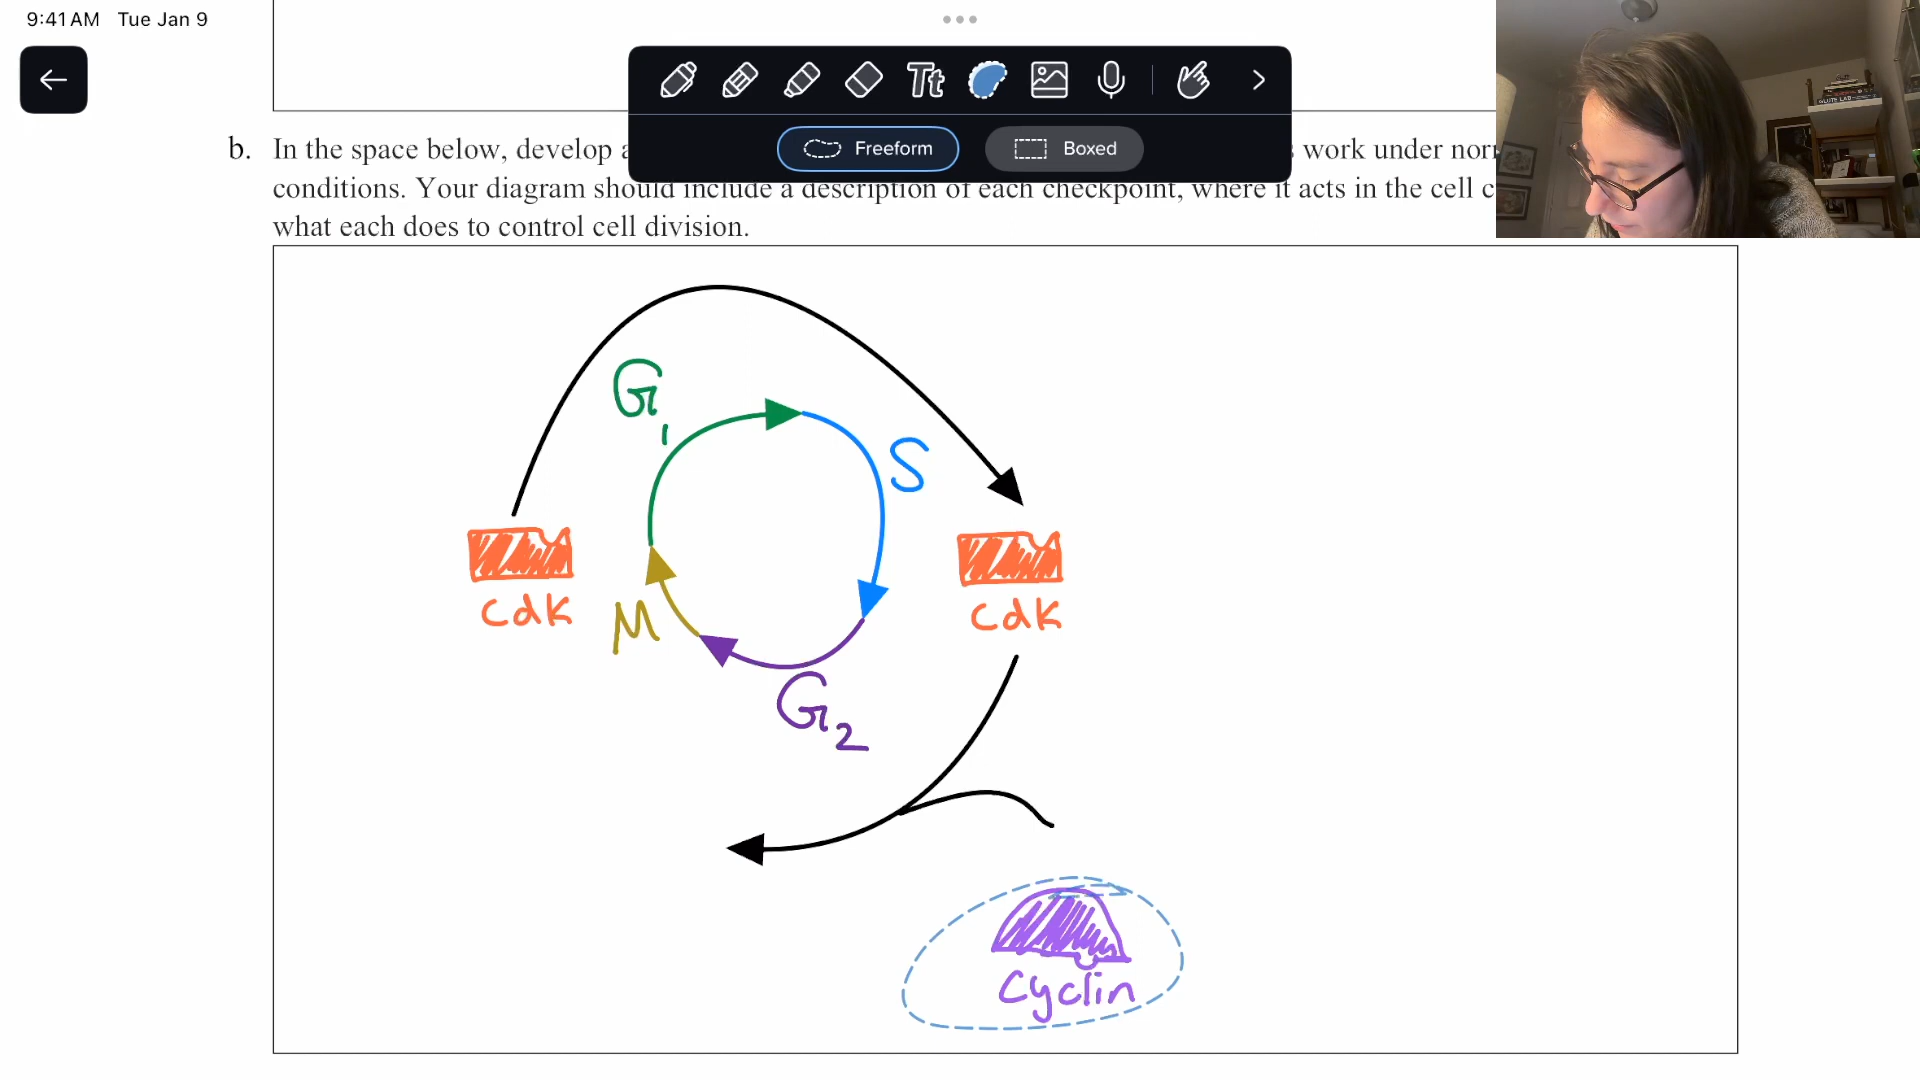 9:41 AM Tue Jan 9
Tt
Freeform Boxed
b. In the space below, develop a work under nor
conditions. Your diagram should include a description of each checkpoint, where it acts in the cell c
what each does to control cell division.
G1
S
cdk
cdk
M
G2
Cyclin